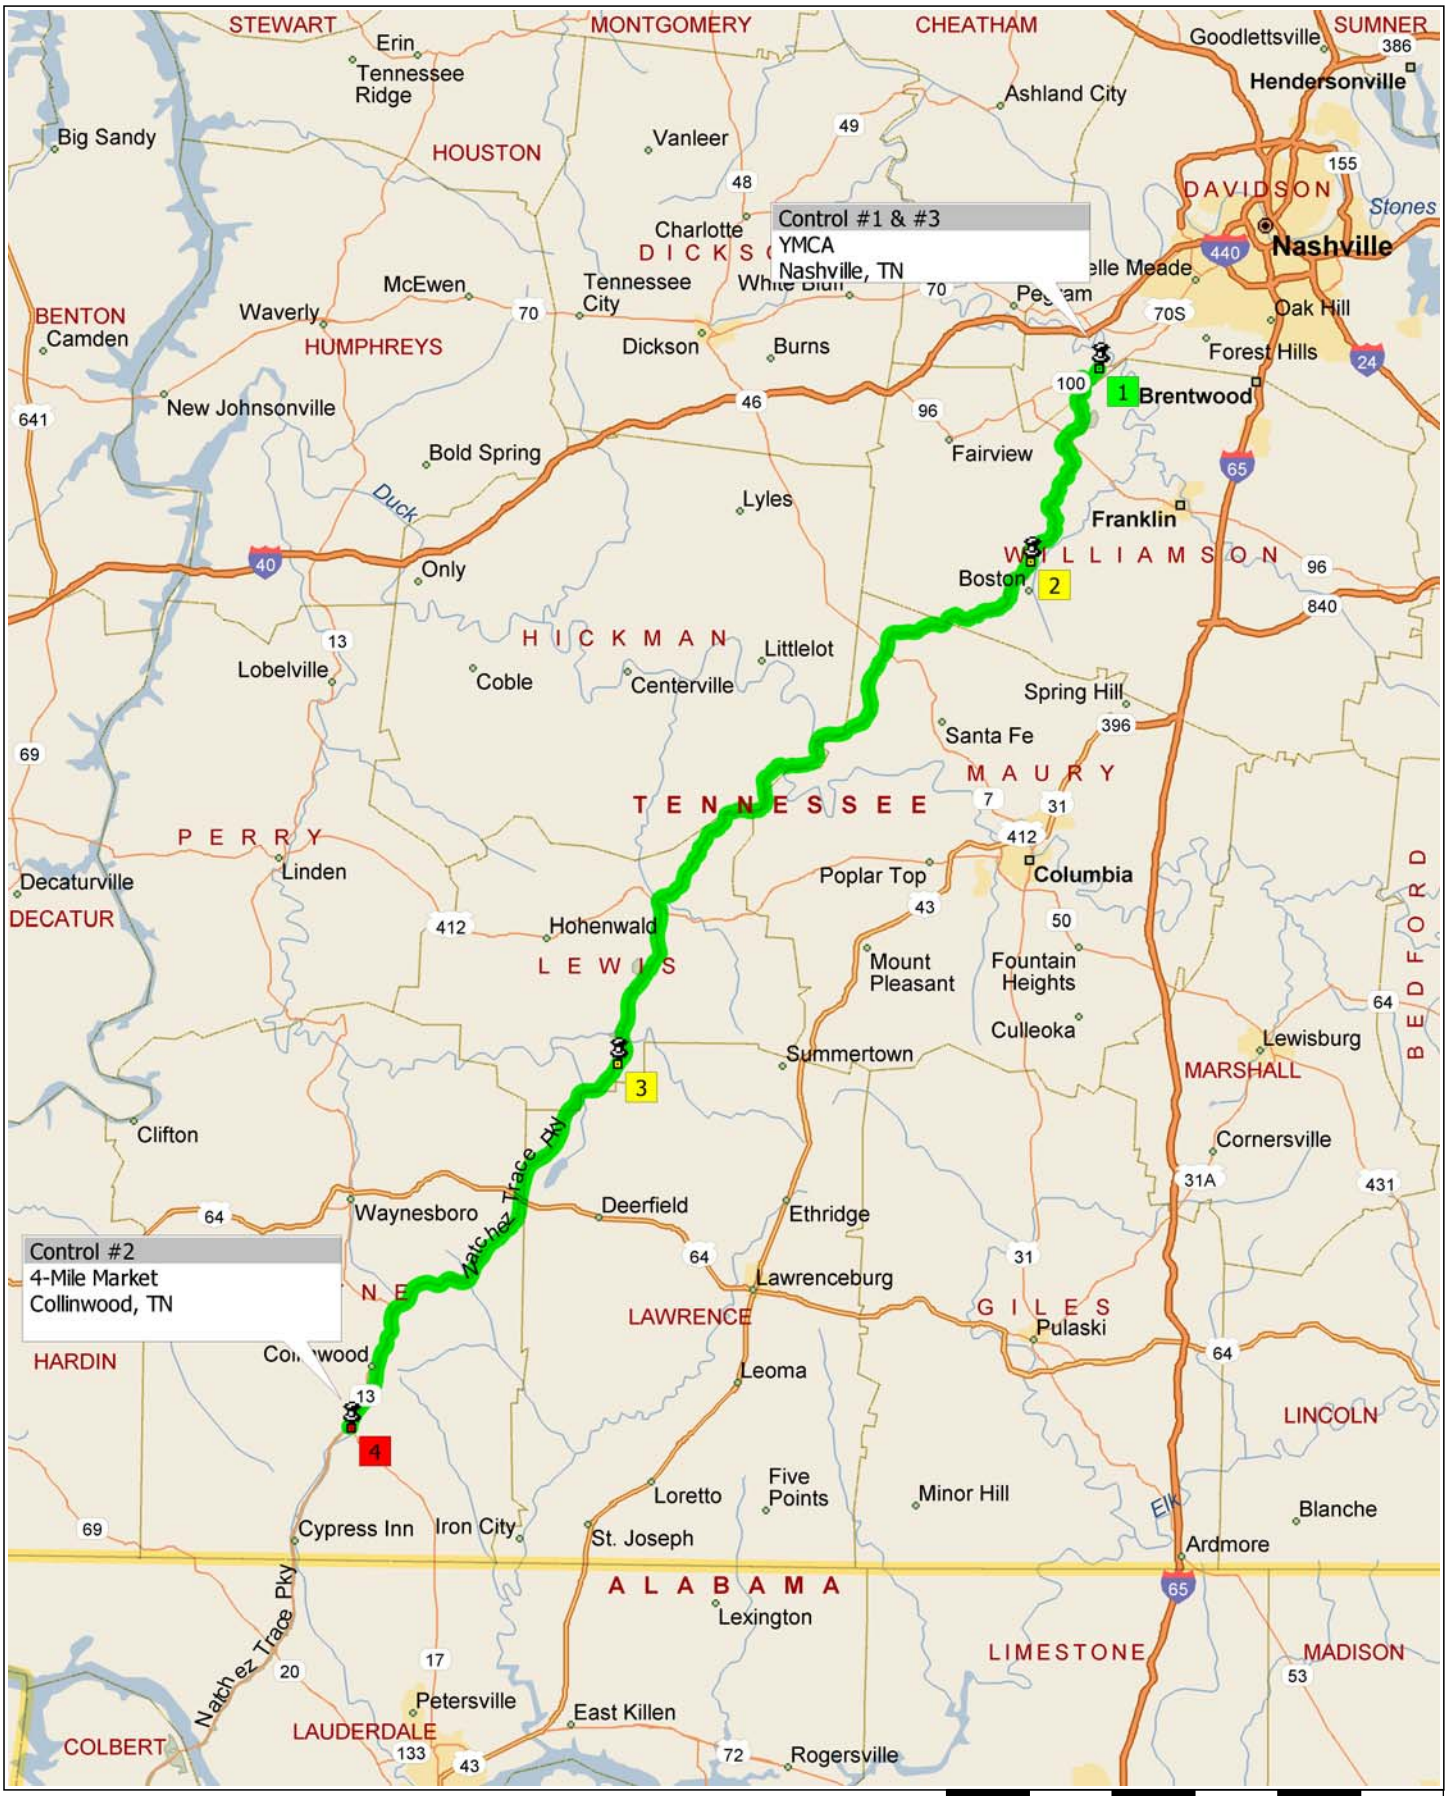 STEWART
MONTGOMERY
CHEATHAM
SUMNER
Erin
Goodlettsville
386
Tennessee
Ridge
Hendersonville
Ashland City
Big Sandy
Vanleer
49
HOUSTON
155
48
DAVIDSON
Stones
Control #1 & #3
YMCA
Nashville, TN
Charlotte
440
Nashville
McEwen
Tennessee
City
70
Pegram
elle Meade
70S
Oak Hill
BENTON
Camden
Waverly
70
HUMPHREYS
Dickson
Burns
Forest Hills
24
100
1
Brentwood
New Johnsonville
641
46
96
Fairview
Bold Spring
65
Duck
Lyles
Franklin
WILLIAMSON
40
Only
Boston
2
96
840
HICKMAN
13
Littlelot
Lobelville
Coble
Centerville
Spring Hill
396
69
Santa Fe
MAURY
TENNESSEE
7
31
PERRY
412
Linden
Poplar Top
Columbia
Decaturville
DECATUR
43
BEDFORD
412
Hohenwald
50
LEWIS
Mount
Pleasant
Fountain
Heights
64
Culleoka
Lewisburg
Summertown
MARSHALL
3
Clifton
Natchez Trace Pky
Cornersville
31A
431
64
Waynesboro
Deerfield
Ethridge
Control #2
4-Mile Market
Collinwood, TN
64
31
N E
Lawrenceburg
LAWRENCE
GILES
Pulaski
HARDIN
Collinwood
64
Leoma
13
LINCOLN
4
Loretto
Five
Points
Minor Hill
Elk
Blanche
69
Cypress Inn
Iron City
St. Joseph
Ardmore
ALABAMA
65
Lexington
Natchez Trace Pky
LIMESTONE
MADISON
20
17
53
Petersville
East Killen
LAUDERDALE
COLBERT
133
43
72
Rogersville